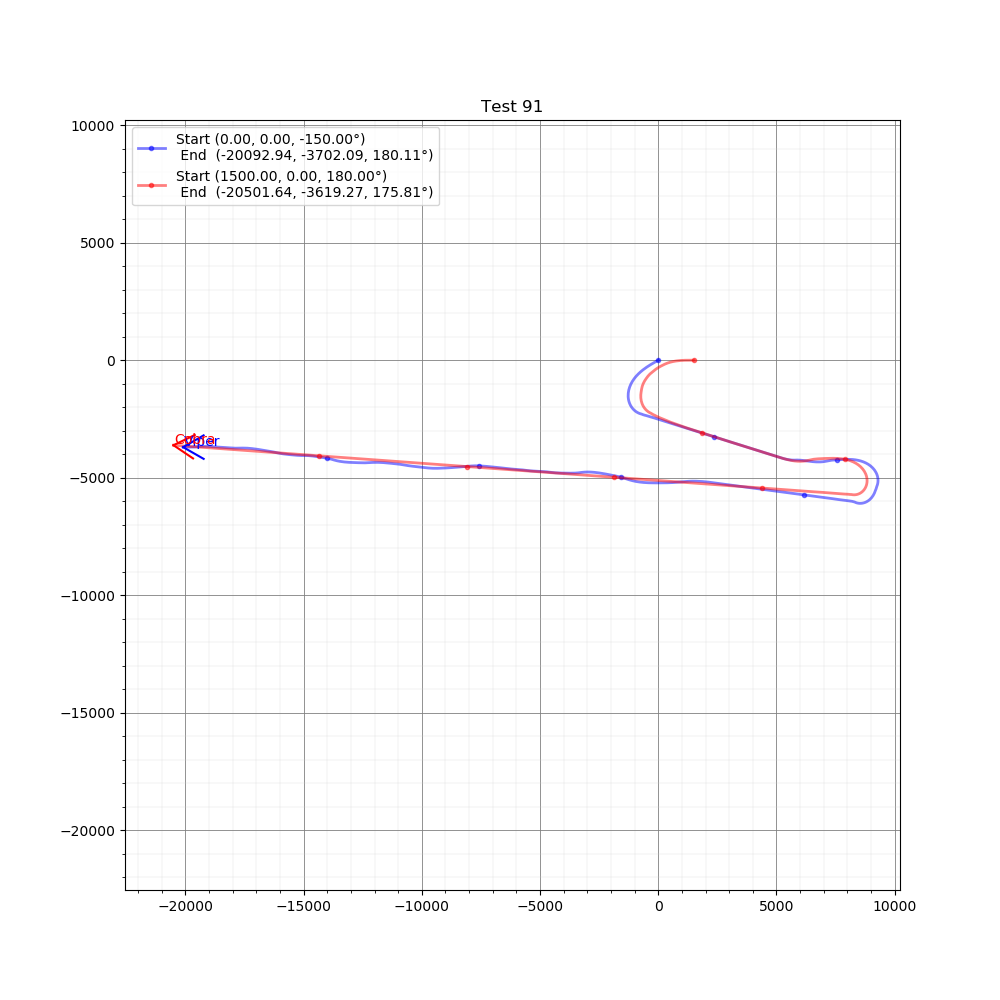 Test 91
Start (0.00, 0.00, -150.00°)
End (-20092.94, -3702.09, 180.11°)
Start (1500.00, 0.00, 180.00°)
End (-20501.64, -3619.27, 175.81°)
10000
5000
0
−5000
−10000
−15000
−20000
−20000 −15000 −10000 −5000 0 5000 10000